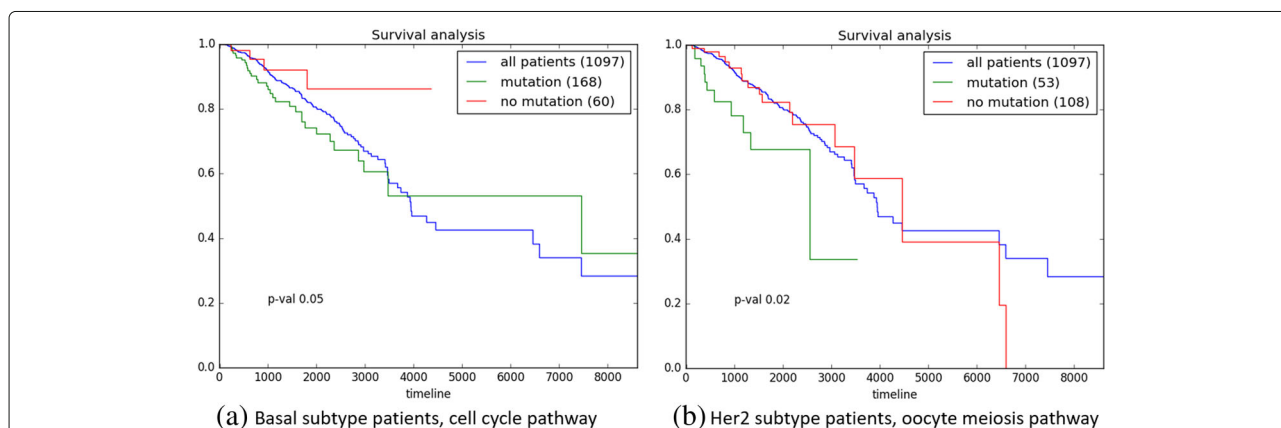 Survival analysis
1.0
0.8
0.6
0.4
0.2
0.0
all patients (1097)
mutation (168)
no mutation (60)
p-val 0.05
0 1000 2000 3000 4000 5000 6000 7000 8000
timeline
(a) Basal subtype patients, cell cycle pathway
Survival analysis
1.0
0.8
0.6
0.4
0.2
0.0
all patients (1097)
mutation (53)
no mutation (108)
p-val 0.02
0 1000 2000 3000 4000 5000 6000 7000 8000
timeline
(b) Her2 subtype patients, oocyte meiosis pathway